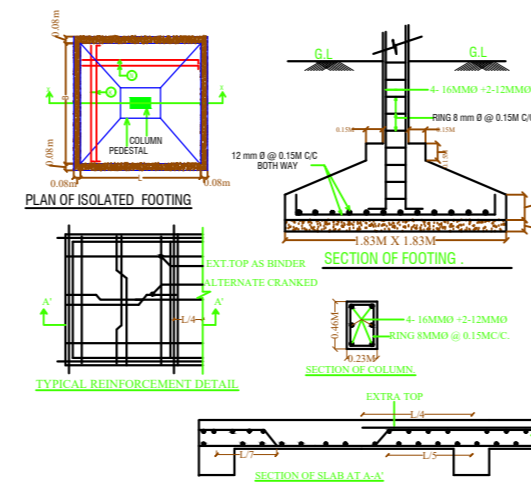 0.08m
0.08m
0.08m
0.08m
L
COLUMN
PEDESTAL
PLAN OF ISOLATED FOOTING
G.L
G.L
4- 16MMØ +2-12MMØ
RING 8 mm Ø @ 0.15M C/C
0.15M
0.15M
12 mm Ø @ 0.15M C/C
BOTH WAY
1.83M X 1.83M
SECTION OF FOOTING .
EXT.TOP AS BINDER
ALTERNATE CRANKED
A'
A'
L/4
TYPICAL REINFORCEMENT DETAIL
0.46M
0.23M
4- 16MMØ +2-12MMØ
RING 8MMØ @ 0.15MC/C.
SECTION OF COLUMN.
EXTRA TOP
L/4
L/7
L/5
SECTION OF SLAB AT A-A'